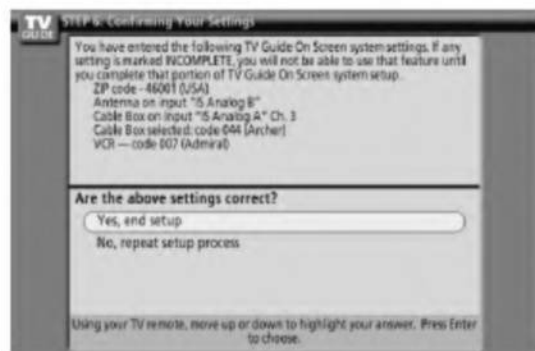 TV
GUIDE
STEP 6: Confirming Your Settings
You have entered the following TV Guide On Screen system settings. If any
setting is marked INCOMPLETE, you will not be able to use that feature until
you complete that portion of TV Guide On Screen system setup.
ZIP code - 46001 (USA)
Antenna on input "i5 Analog B"
Cable Box on input "i5 Analog A" Ch. 3
Cable Box selected: code 044 (Archer)
VCR — code 007 (Admiral)
Are the above settings correct?
Yes, end setup
No, repeat setup process
Using your TV remote, move up or down to highlight your answer. Press Enter
to choose.